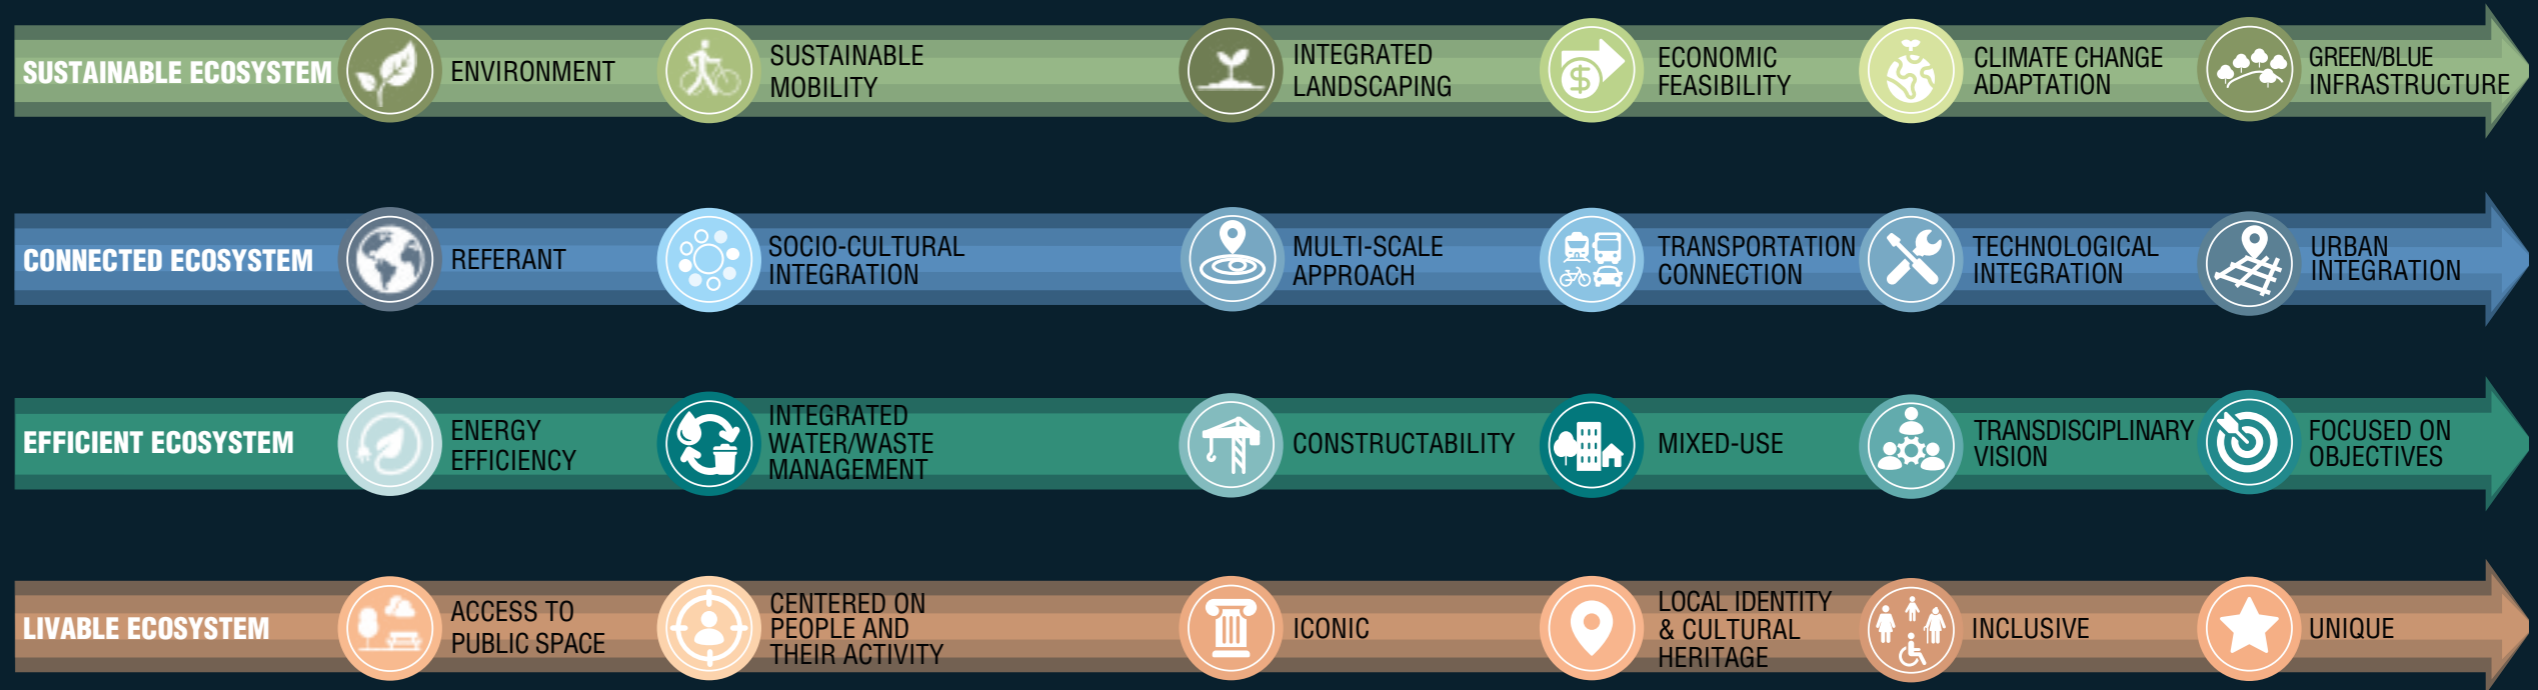 SUSTAINABLE ECOSYSTEM
ENVIRONMENT
SUSTAINABLE
MOBILITY
INTEGRATED
LANDSCAPING
ECONOMIC
FEASIBILITY
CLIMATE CHANGE
ADAPTATION
GREEN/BLUE
INFRASTRUCTURE
CONNECTED ECOSYSTEM
REFERANT
SOCIO-CULTURAL
INTEGRATION
MULTI-SCALE
APPROACH
TRANSPORTATION
CONNECTION
TECHNOLOGICAL
INTEGRATION
URBAN
INTEGRATION
EFFICIENT ECOSYSTEM
ENERGY
EFFICIENCY
INTEGRATED
WATER/WASTE
MANAGEMENT
CONSTRUCTABILITY
MIXED-USE
TRANSDISCIPLINARY
VISION
FOCUSED ON
OBJECTIVES
LIVABLE ECOSYSTEM
ACCESS TO
PUBLIC SPACE
CENTERED ON
PEOPLE AND
THEIR ACTIVITY
ICONIC
LOCAL IDENTITY
& CULTURAL
HERITAGE
INCLUSIVE
UNIQUE